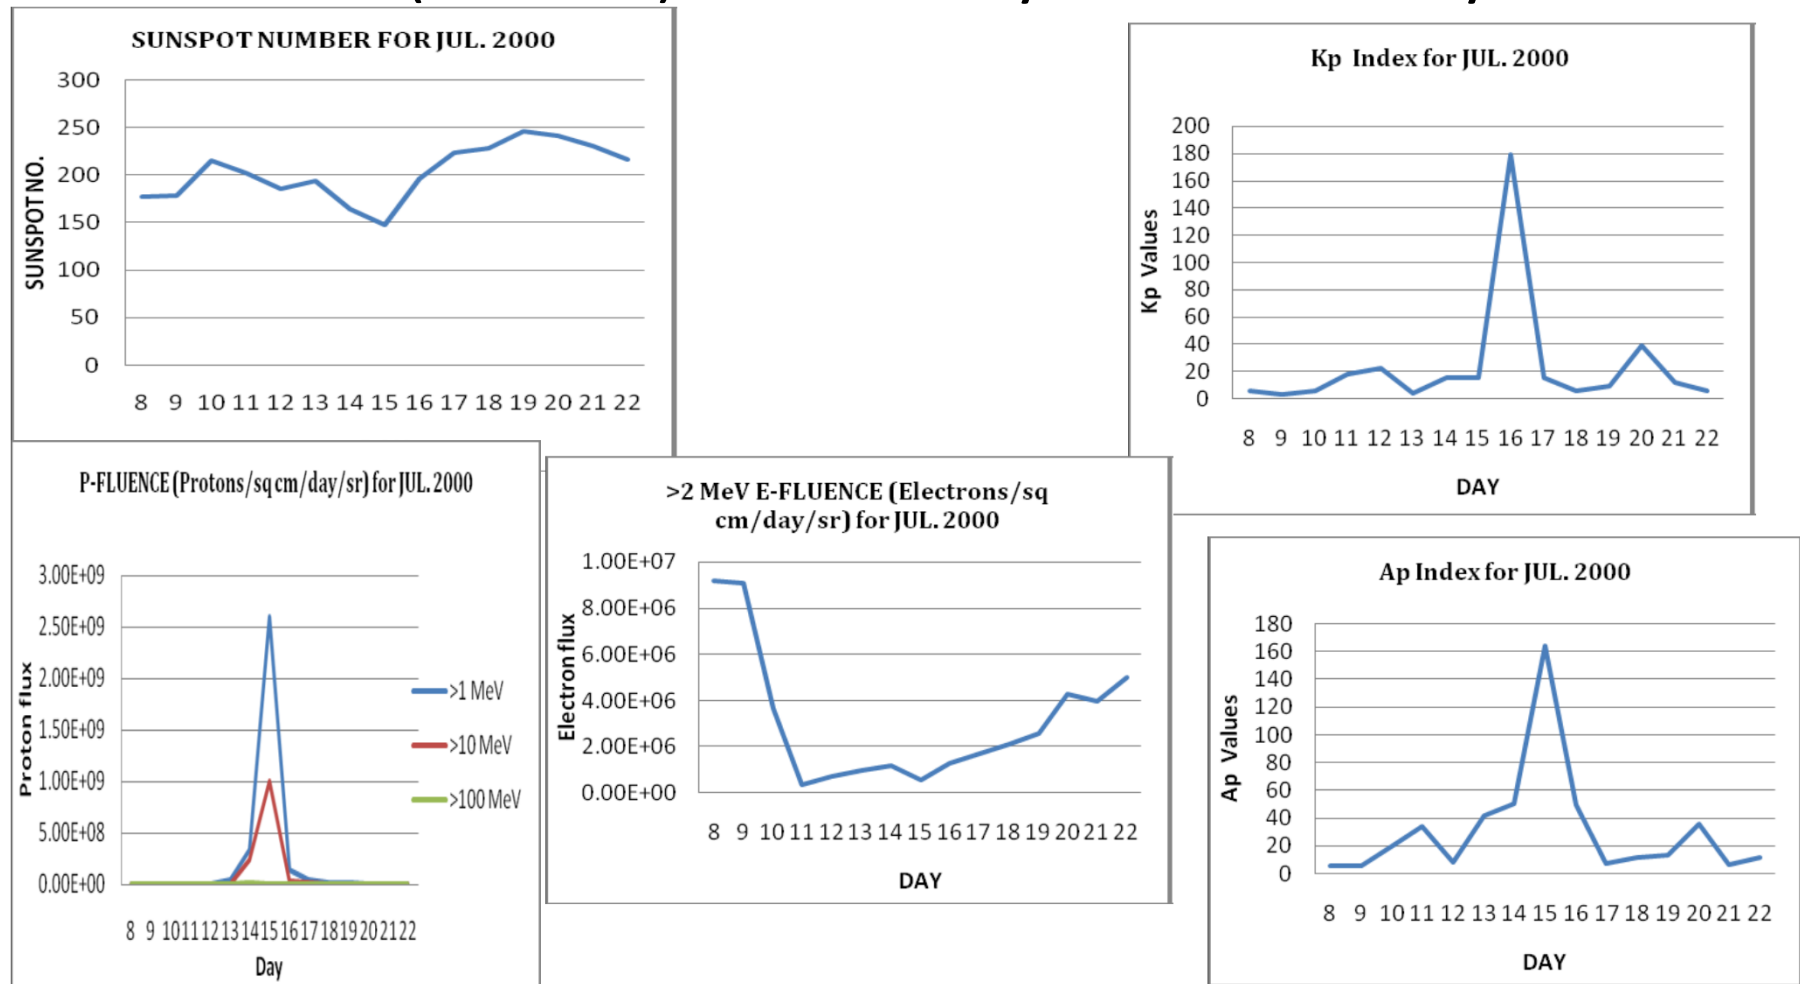 SUNSPOT NUMBER FOR JUL. 2000
300
250
200
150
100
50
0
SUNSPOT NO.
8 9 10 11 12 13 14 15 16 17 18 19 20 21 22
Kp Index for JUL. 2000
200
180
160
140
120
100
80
60
40
20
0
Kp Values
8 9 10 11 12 13 14 15 16 17 18 19 20 21 22
DAY
P-FLUENCE (Protons/sq cm/day/sr) for JUL. 2000
3.00E+09
2.50E+09
2.00E+09
1.50E+09
1.00E+09
5.00E+08
0.00E+00
Proton flux
>1 MeV
>10 MeV
>100 MeV
8 9 10 11 12 13 14 15 16 17 18 19 20 21 22
Day
>2 MeV E-FLUENCE (Electrons/sq
cm/day/sr) for JUL. 2000
1.00E+07
8.00E+06
6.00E+06
4.00E+06
2.00E+06
0.00E+00
Electron flux
8 9 10 11 12 13 14 15 16 17 18 19 20 21 22
DAY
Ap Index for JUL. 2000
180
160
140
120
100
80
60
40
20
0
Ap Values
8 9 10 11 12 13 14 15 16 17 18 19 20 21 22
DAY